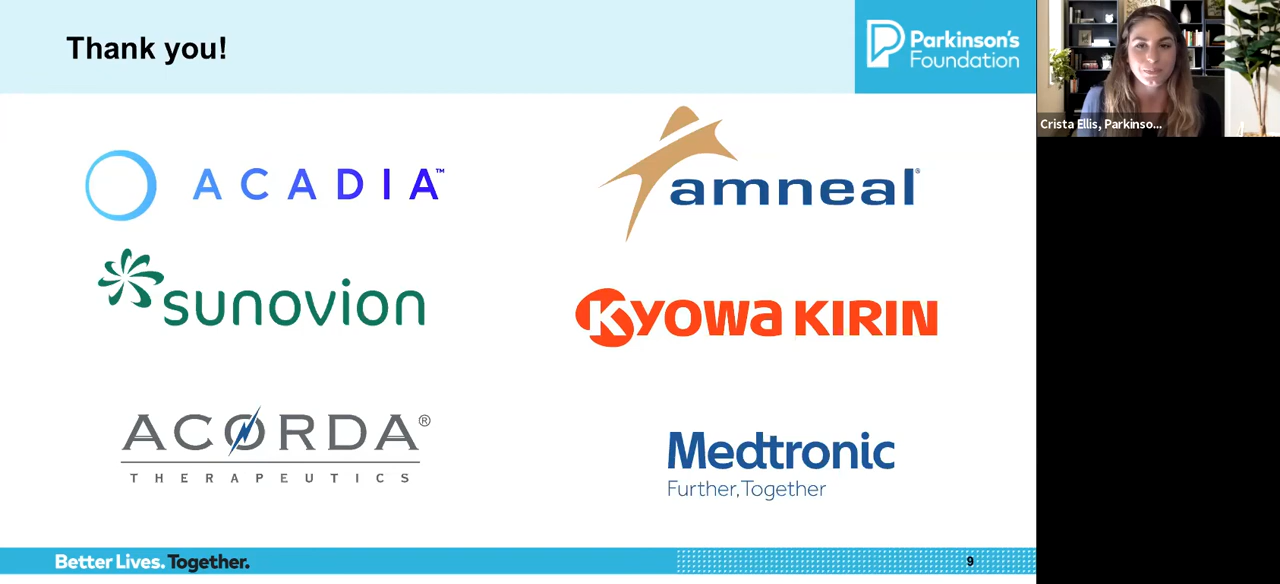 Thank you!
Parkinson's
Foundation
Crista Ellis, Parkinso...
ACADIA™
amneal®
sunovion
KYOWA KIRIN
ACORDA®
THERAPEUTICS
Medtronic
Further, Together
Better Lives. Together.
9